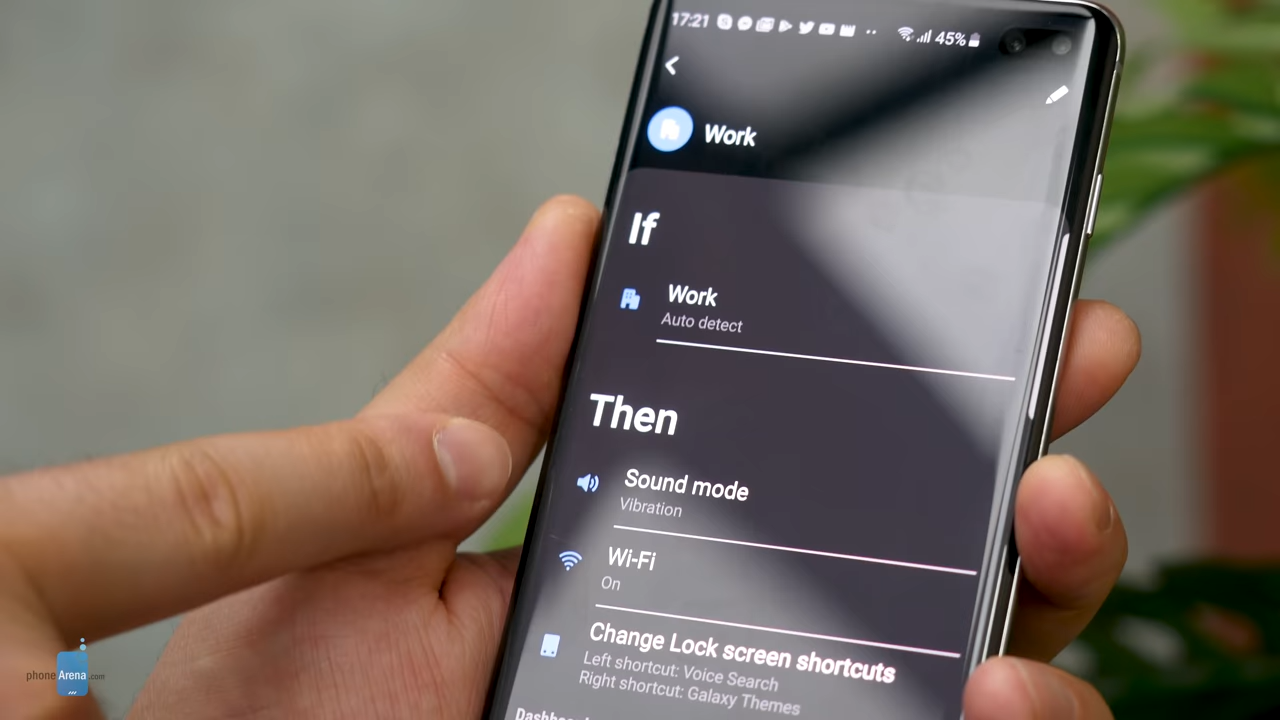 17:21 45%
Work
If
Work
Auto detect
Then
Sound mode
Vibration
Wi-Fi
On
Change Lock screen shortcuts
Left shortcut: Voice Search
Right shortcut: Galaxy Themes
phoneArena.com